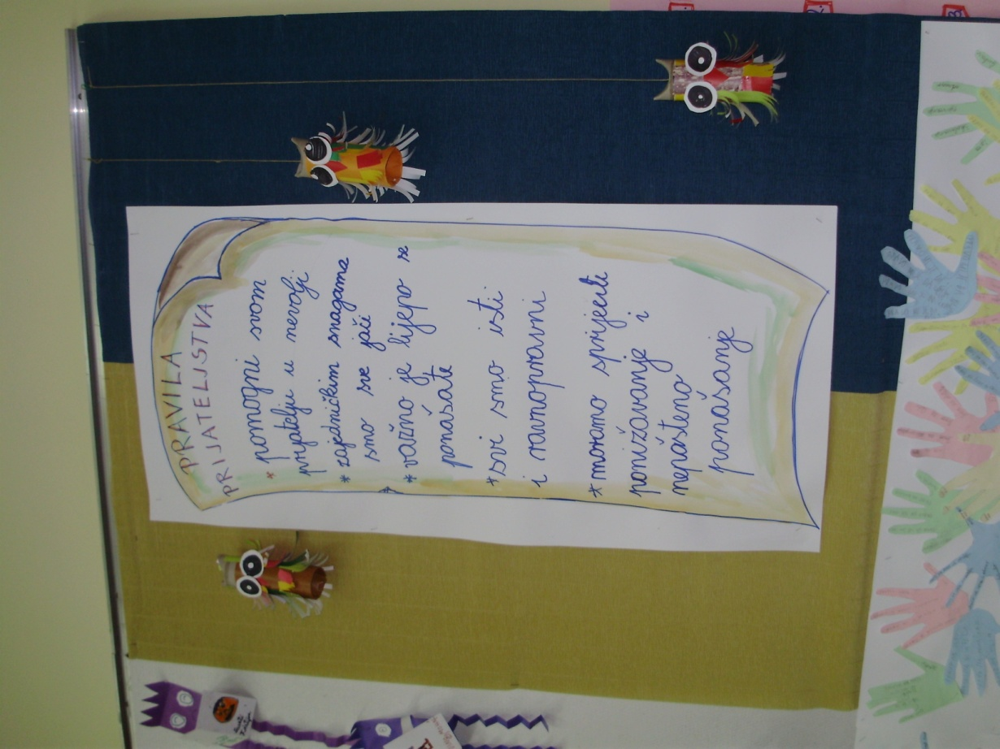 PRAVILA
PRIJATELJSTVA
* pomogni svom
prijatelju u nevolji
* zajedničkim snagama
smo sve jači
* važno je lijepo se
ponašate
* svi smo isti
i ravnopravni
* moramo spriječiti
ponižavanje i
nepošteno
ponašanje